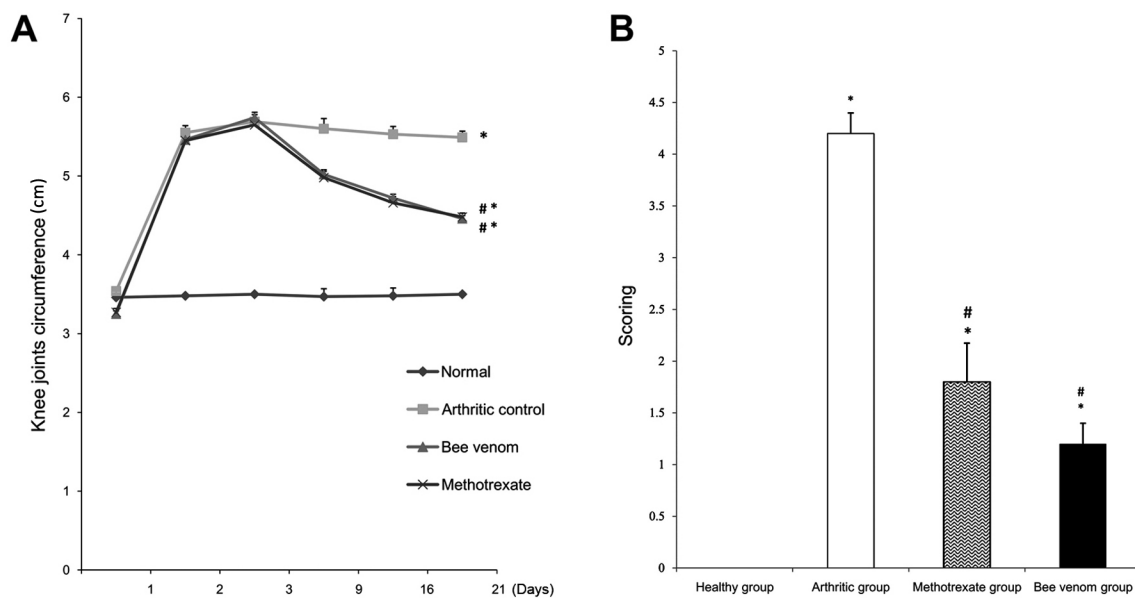 A
7
6
5
4
3
2
1
0
Knee joints circumference (cm)
*
# *
# *
Normal
Arthritic control
Bee venom
Methotrexate
1 2 3 9 16 21 (Days)
B
5
4.5
4
3.5
3
2.5
2
1.5
1
0.5
0
Scoring
*
#
*
#
*
Healthy group Arthritic group Methotrexate group Bee venom group